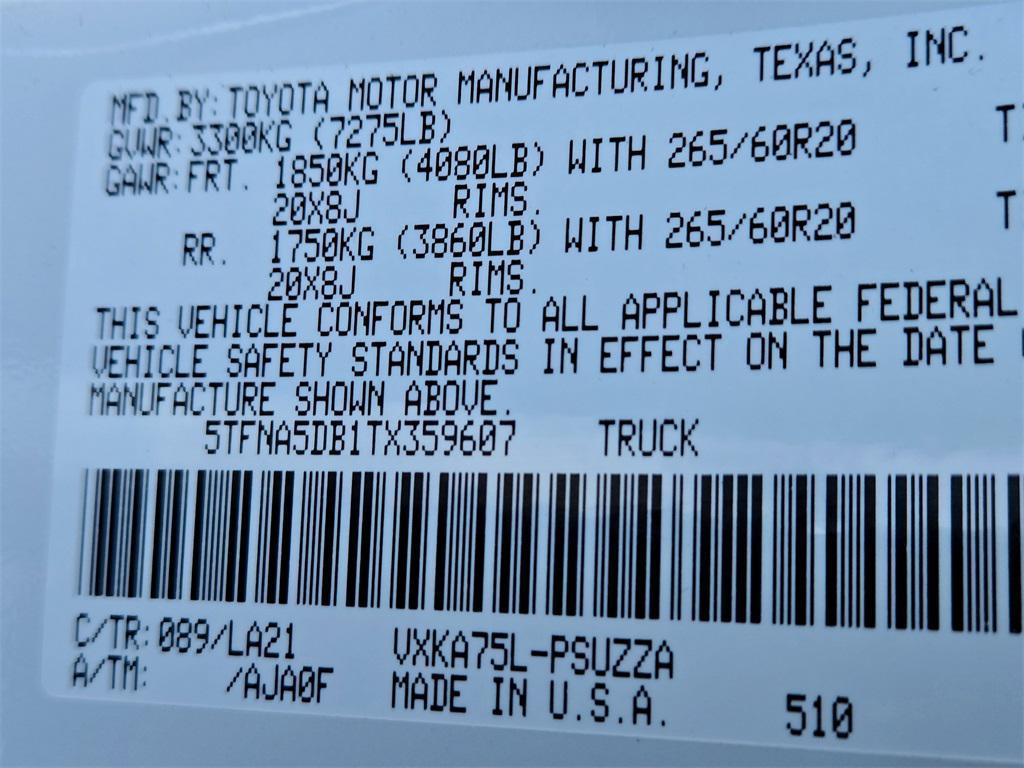 MFD. BY: TOYOTA MOTOR MANUFACTURING, TEXAS, INC.
GVWR: 3300KG (7275LB)
GAWR: FRT. 1850KG (4080LB) WITH 265/60R20
20X8J RIMS.
RR. 1750KG (3860LB) WITH 265/60R20
20X8J RIMS.
THIS VEHICLE CONFORMS TO ALL APPLICABLE FEDERAL
VEHICLE SAFETY STANDARDS IN EFFECT ON THE DATE
MANUFACTURE SHOWN ABOVE.
5TFNA5DB1TX359607 TRUCK
C/TR: 089/LA21 VXKA75L-PSUZZA
A/TM: /AJA0F MADE IN U.S.A. 510